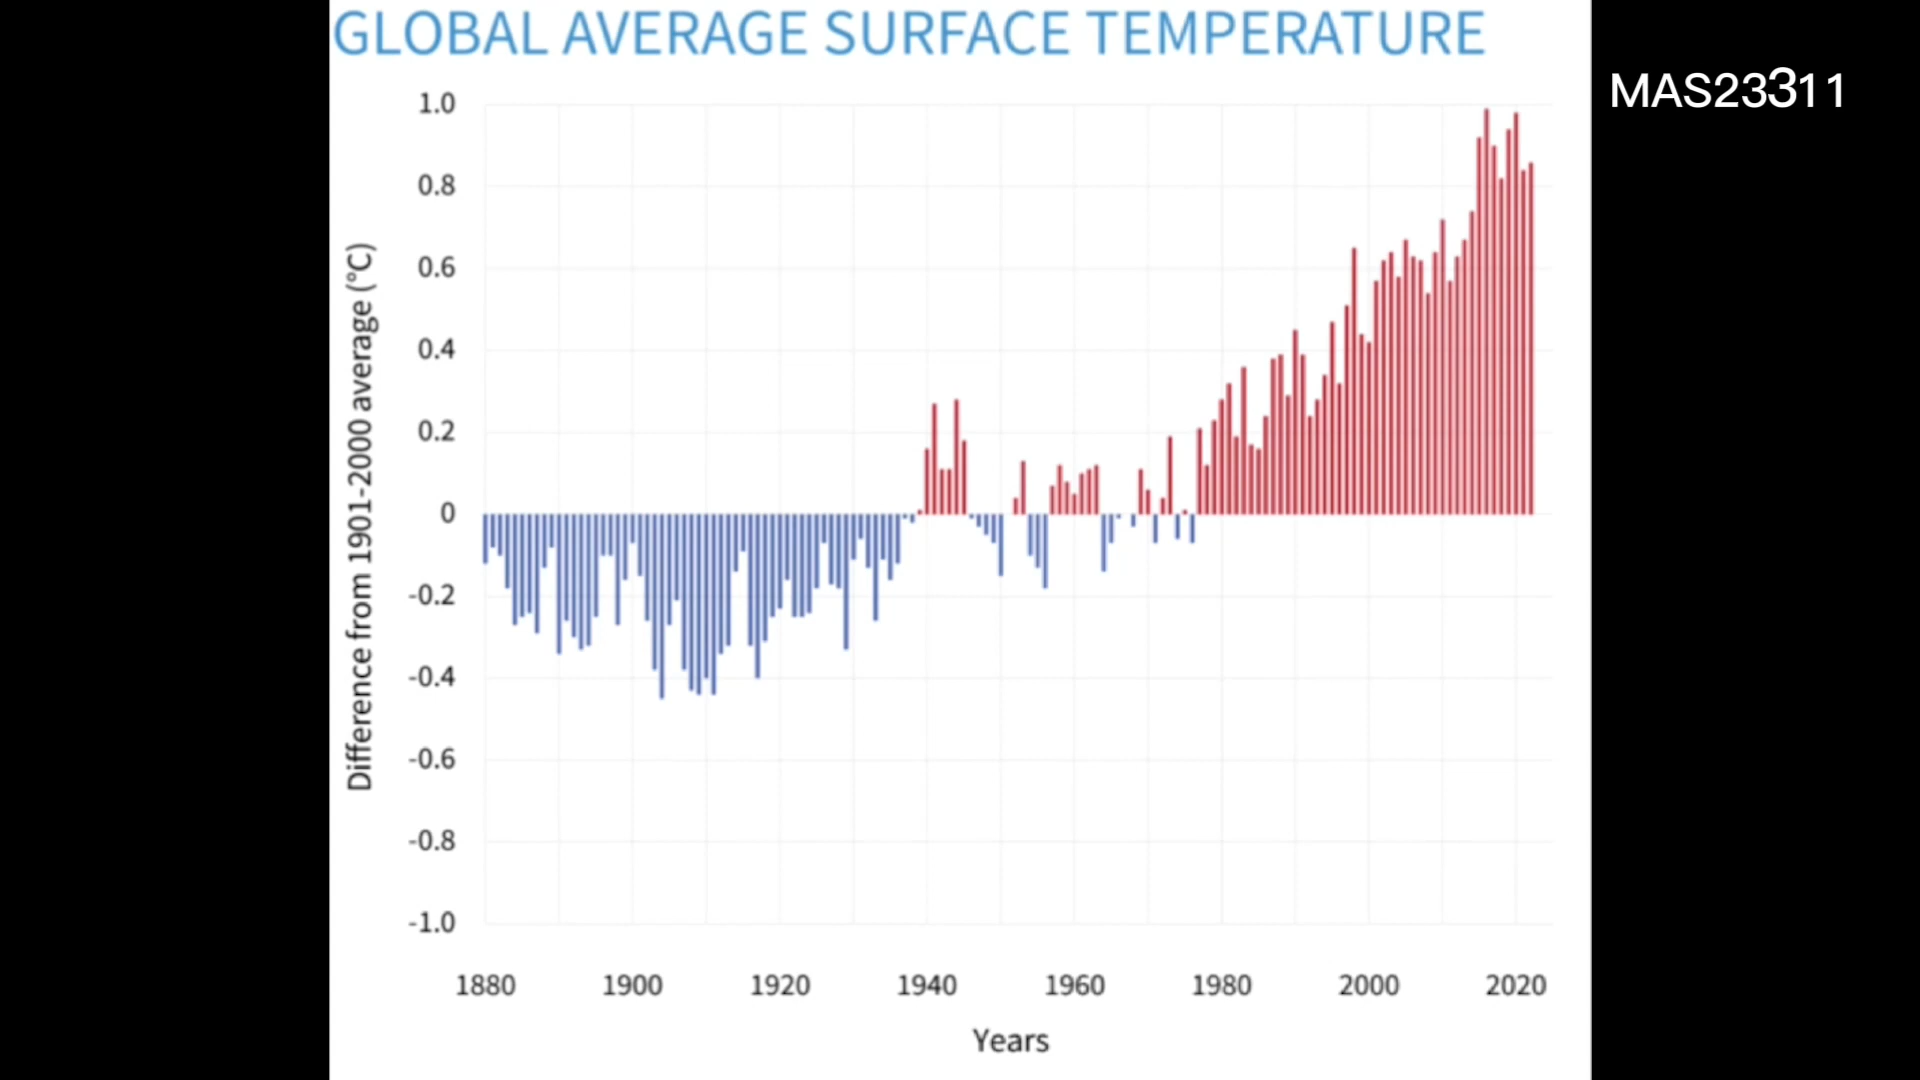 GLOBAL AVERAGE SURFACE TEMPERATURE
MAS23311
Difference from 1901-2000 average (°C)
1.0
0.8
0.6
0.4
0.2
0
-0.2
-0.4
-0.6
-0.8
-1.0
1880 1900 1920 1940 1960 1980 2000 2020
Years